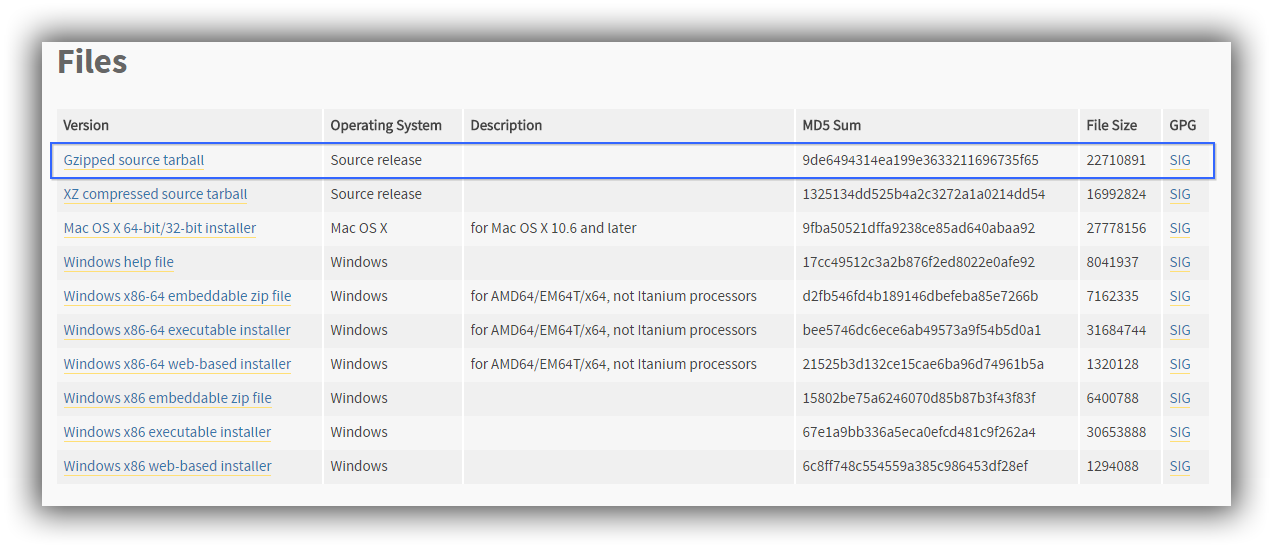 Files
Version Operating System Description MD5 Sum File Size GPG
Gzipped source tarball Source release 9de6494314ea199e3633211696735f65 22710891 SIG
XZ compressed source tarball Source release 1325134dd525b4a2c3272a1a0214dd54 16992824 SIG
Mac OS X 64-bit/32-bit installer Mac OS X for Mac OS X 10.6 and later 9fba50521dffa9238ce85ad640abaa92 27778156 SIG
Windows help file Windows 17cc49512c3a2b876f2ed8022e0afe92 8041937 SIG
Windows x86-64 embeddable zip file Windows for AMD64/EM64T/x64, not Itanium processors d2fb546fd4b189146dbefeba85e7266b 7162335 SIG
Windows x86-64 executable installer Windows for AMD64/EM64T/x64, not Itanium processors bee5746dc6ece6ab49573a9f54b5d0a1 31684744 SIG
Windows x86-64 web-based installer Windows for AMD64/EM64T/x64, not Itanium processors 21525b3d132ce15cae6ba96d74961b5a 1320128 SIG
Windows x86 embeddable zip file Windows 15802be75a6246070d85b87b3f43f83f 6400788 SIG
Windows x86 executable installer Windows 67e1a9bb336a5eca0efcd481c9f262a4 30653888 SIG
Windows x86 web-based installer Windows 6c8ff748c554559a385c986453df28ef 1294088 SIG